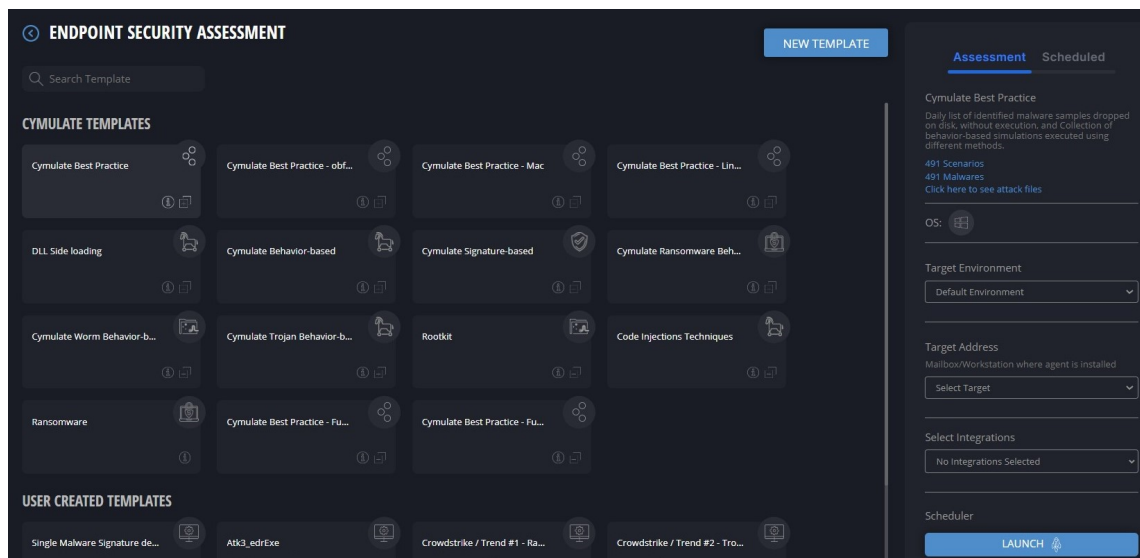 ENDPOINT SECURITY ASSESSMENT
NEW TEMPLATE
Search Template
CYMULATE TEMPLATES
Cymulate Best Practice
Cymulate Best Practice - obf...
Cymulate Best Practice - Mac
Cymulate Best Practice - Lin...
DLL Side loading
Cymulate Behavior-based
Cymulate Signature-based
Cymulate Ransomware Beh...
Cymulate Worm Behavior-b...
Cymulate Trojan Behavior-b...
Rootkit
Code Injections Techniques
Ransomware
Cymulate Best Practice - Fu...
Cymulate Best Practice - Fu...
USER CREATED TEMPLATES
Single Malware Signature de...
Atk3_edrExe
Crowdstrike / Trend #1 - Ra...
Crowdstrike / Trend #2 - Tro...
Assessment Scheduled
Cymulate Best Practice
Daily list of identified malware samples dropped
on disk, without execution, and Collection of
behavior-based simulations executed using
different methods.
491 Scenarios
491 Malwares
Click here to see attack files
OS:
Target Environment
Default Environment
Target Address
Mailbox/Workstation where agent is installed
Select Target
Select Integrations
No Integrations Selected
Scheduler
LAUNCH